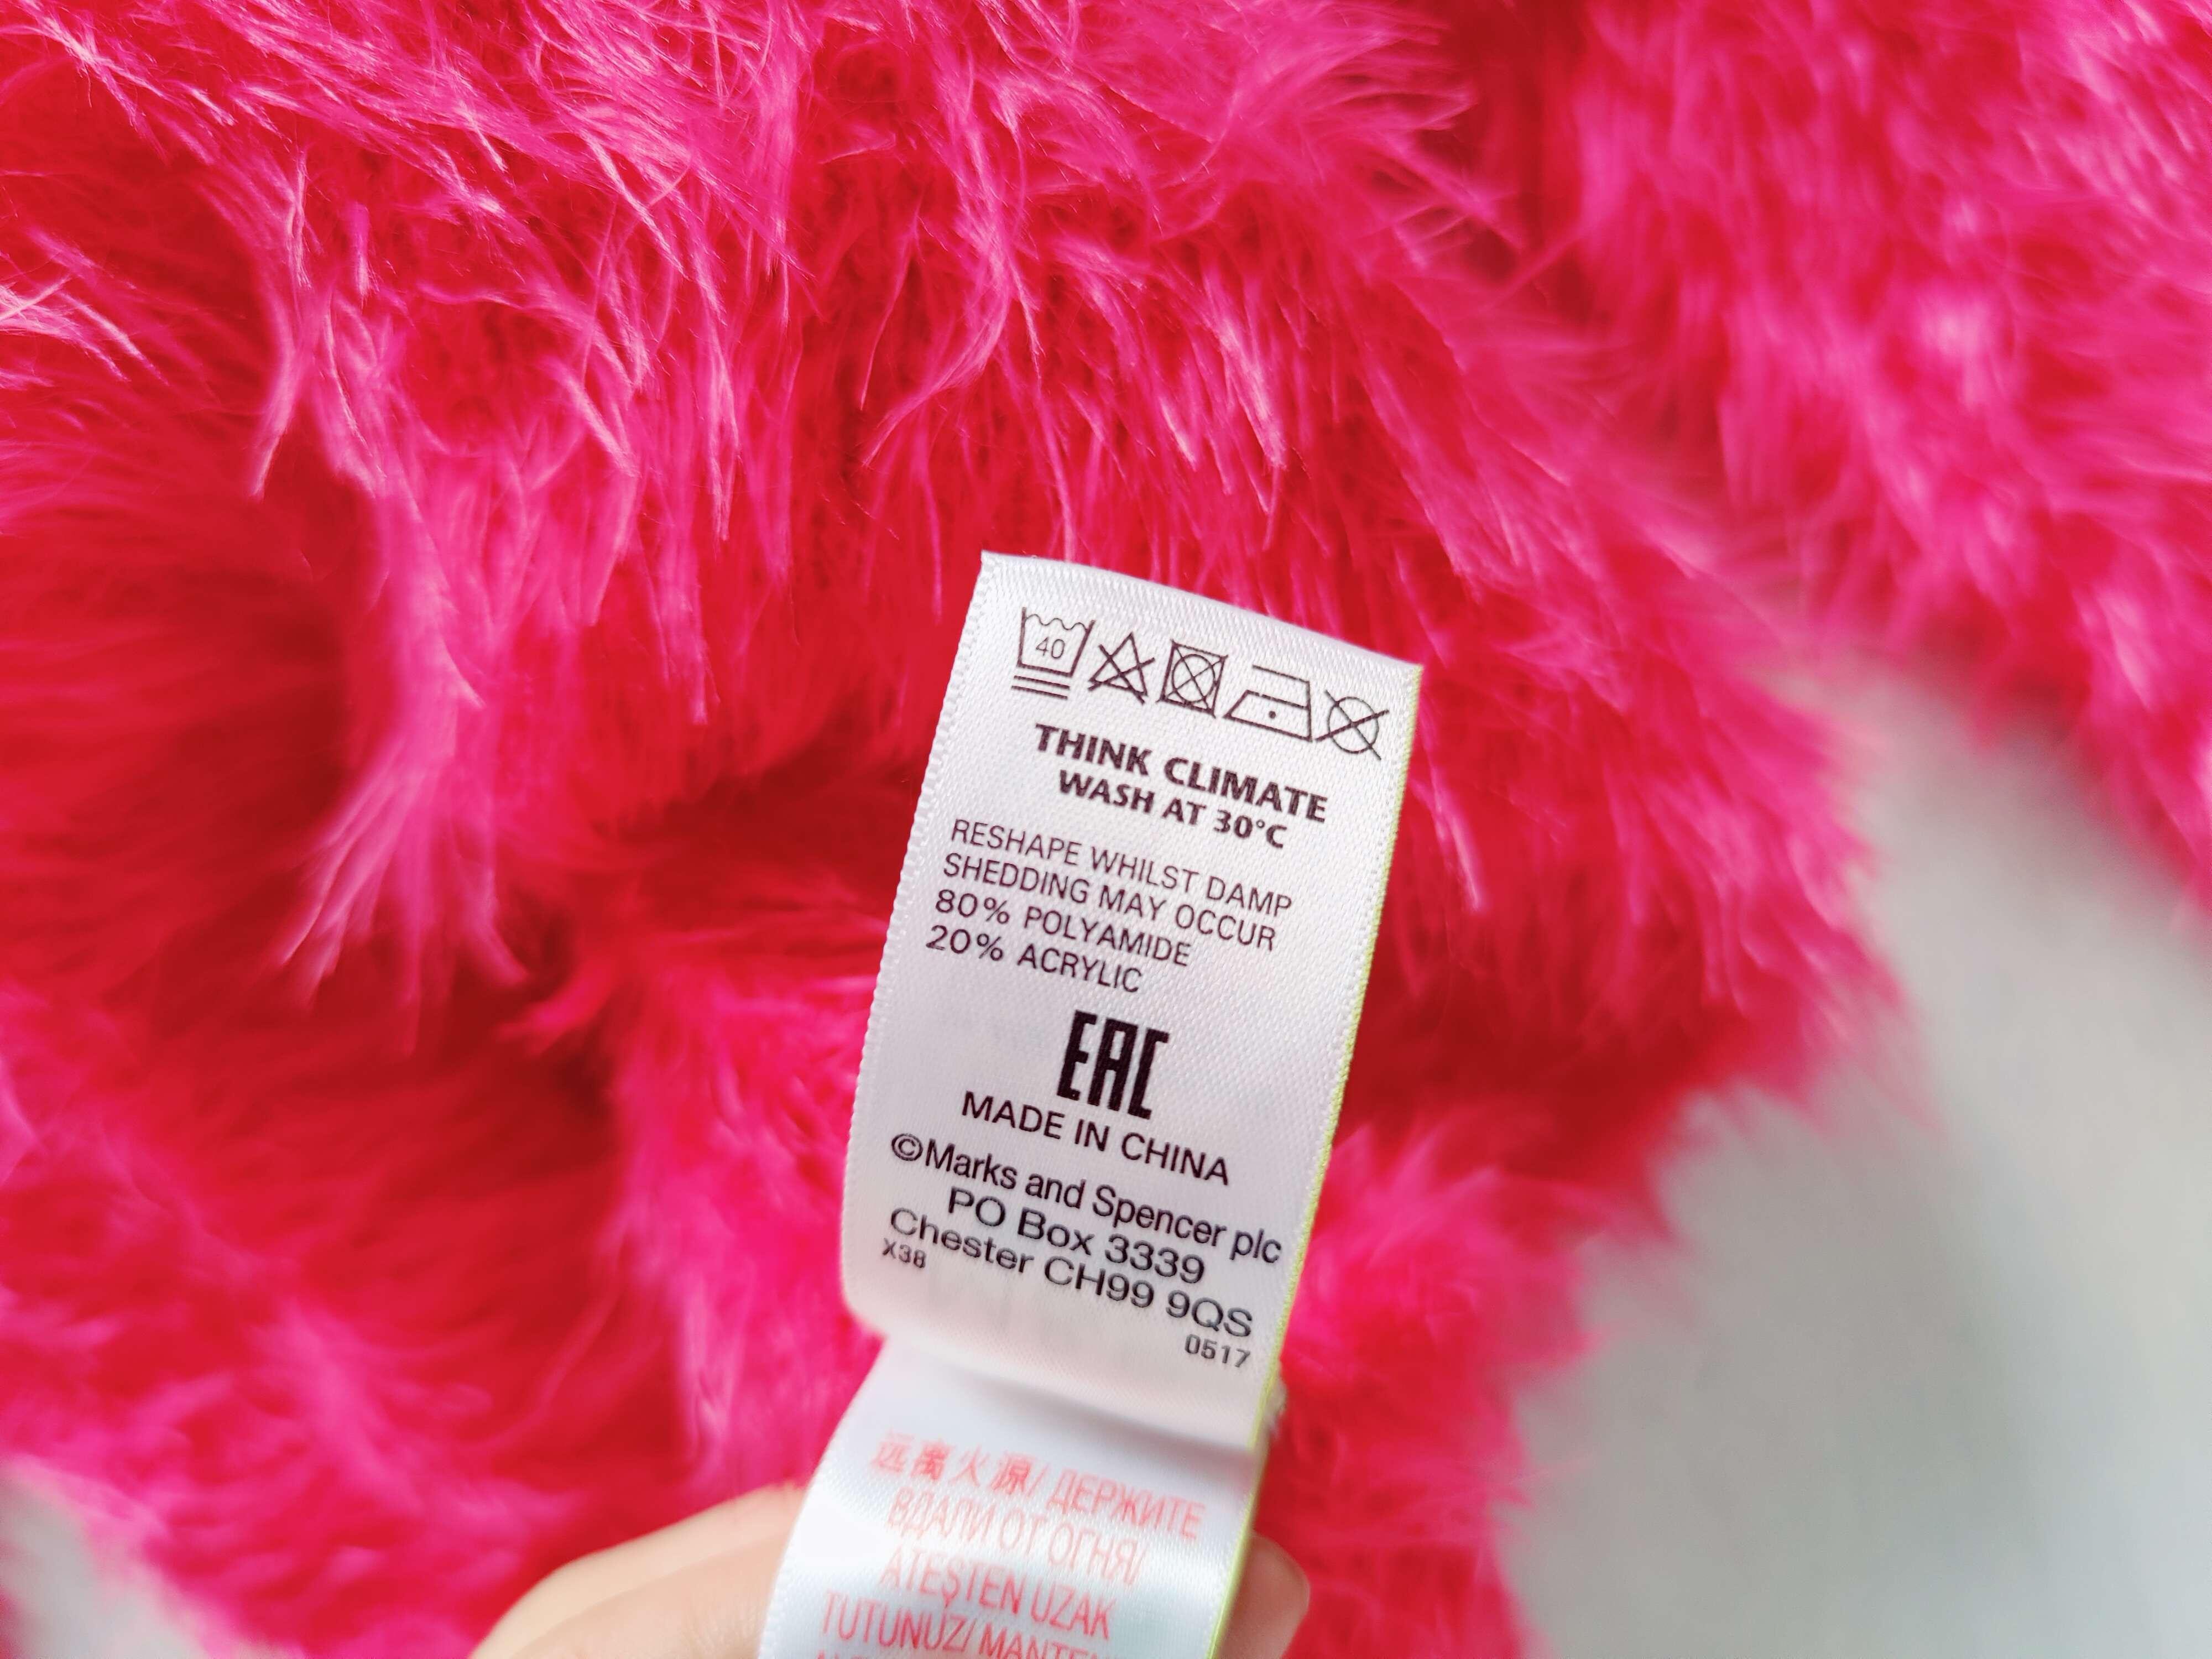 40
THINK CLIMATE
WASH AT 30°C
RESHAPE WHILST DAMP
SHEDDING MAY OCCUR
80% POLYAMIDE
20% ACRYLIC
EAC
MADE IN CHINA
©Marks and Spencer plc
PO Box 3339
Chester CH99 9QS
X38
0517
远离火源/ ДЕРЖИТЕ
ВДАЛИ ОТ ОГНЯ/
ATEŞTEN UZAK
TUTUNUZ/